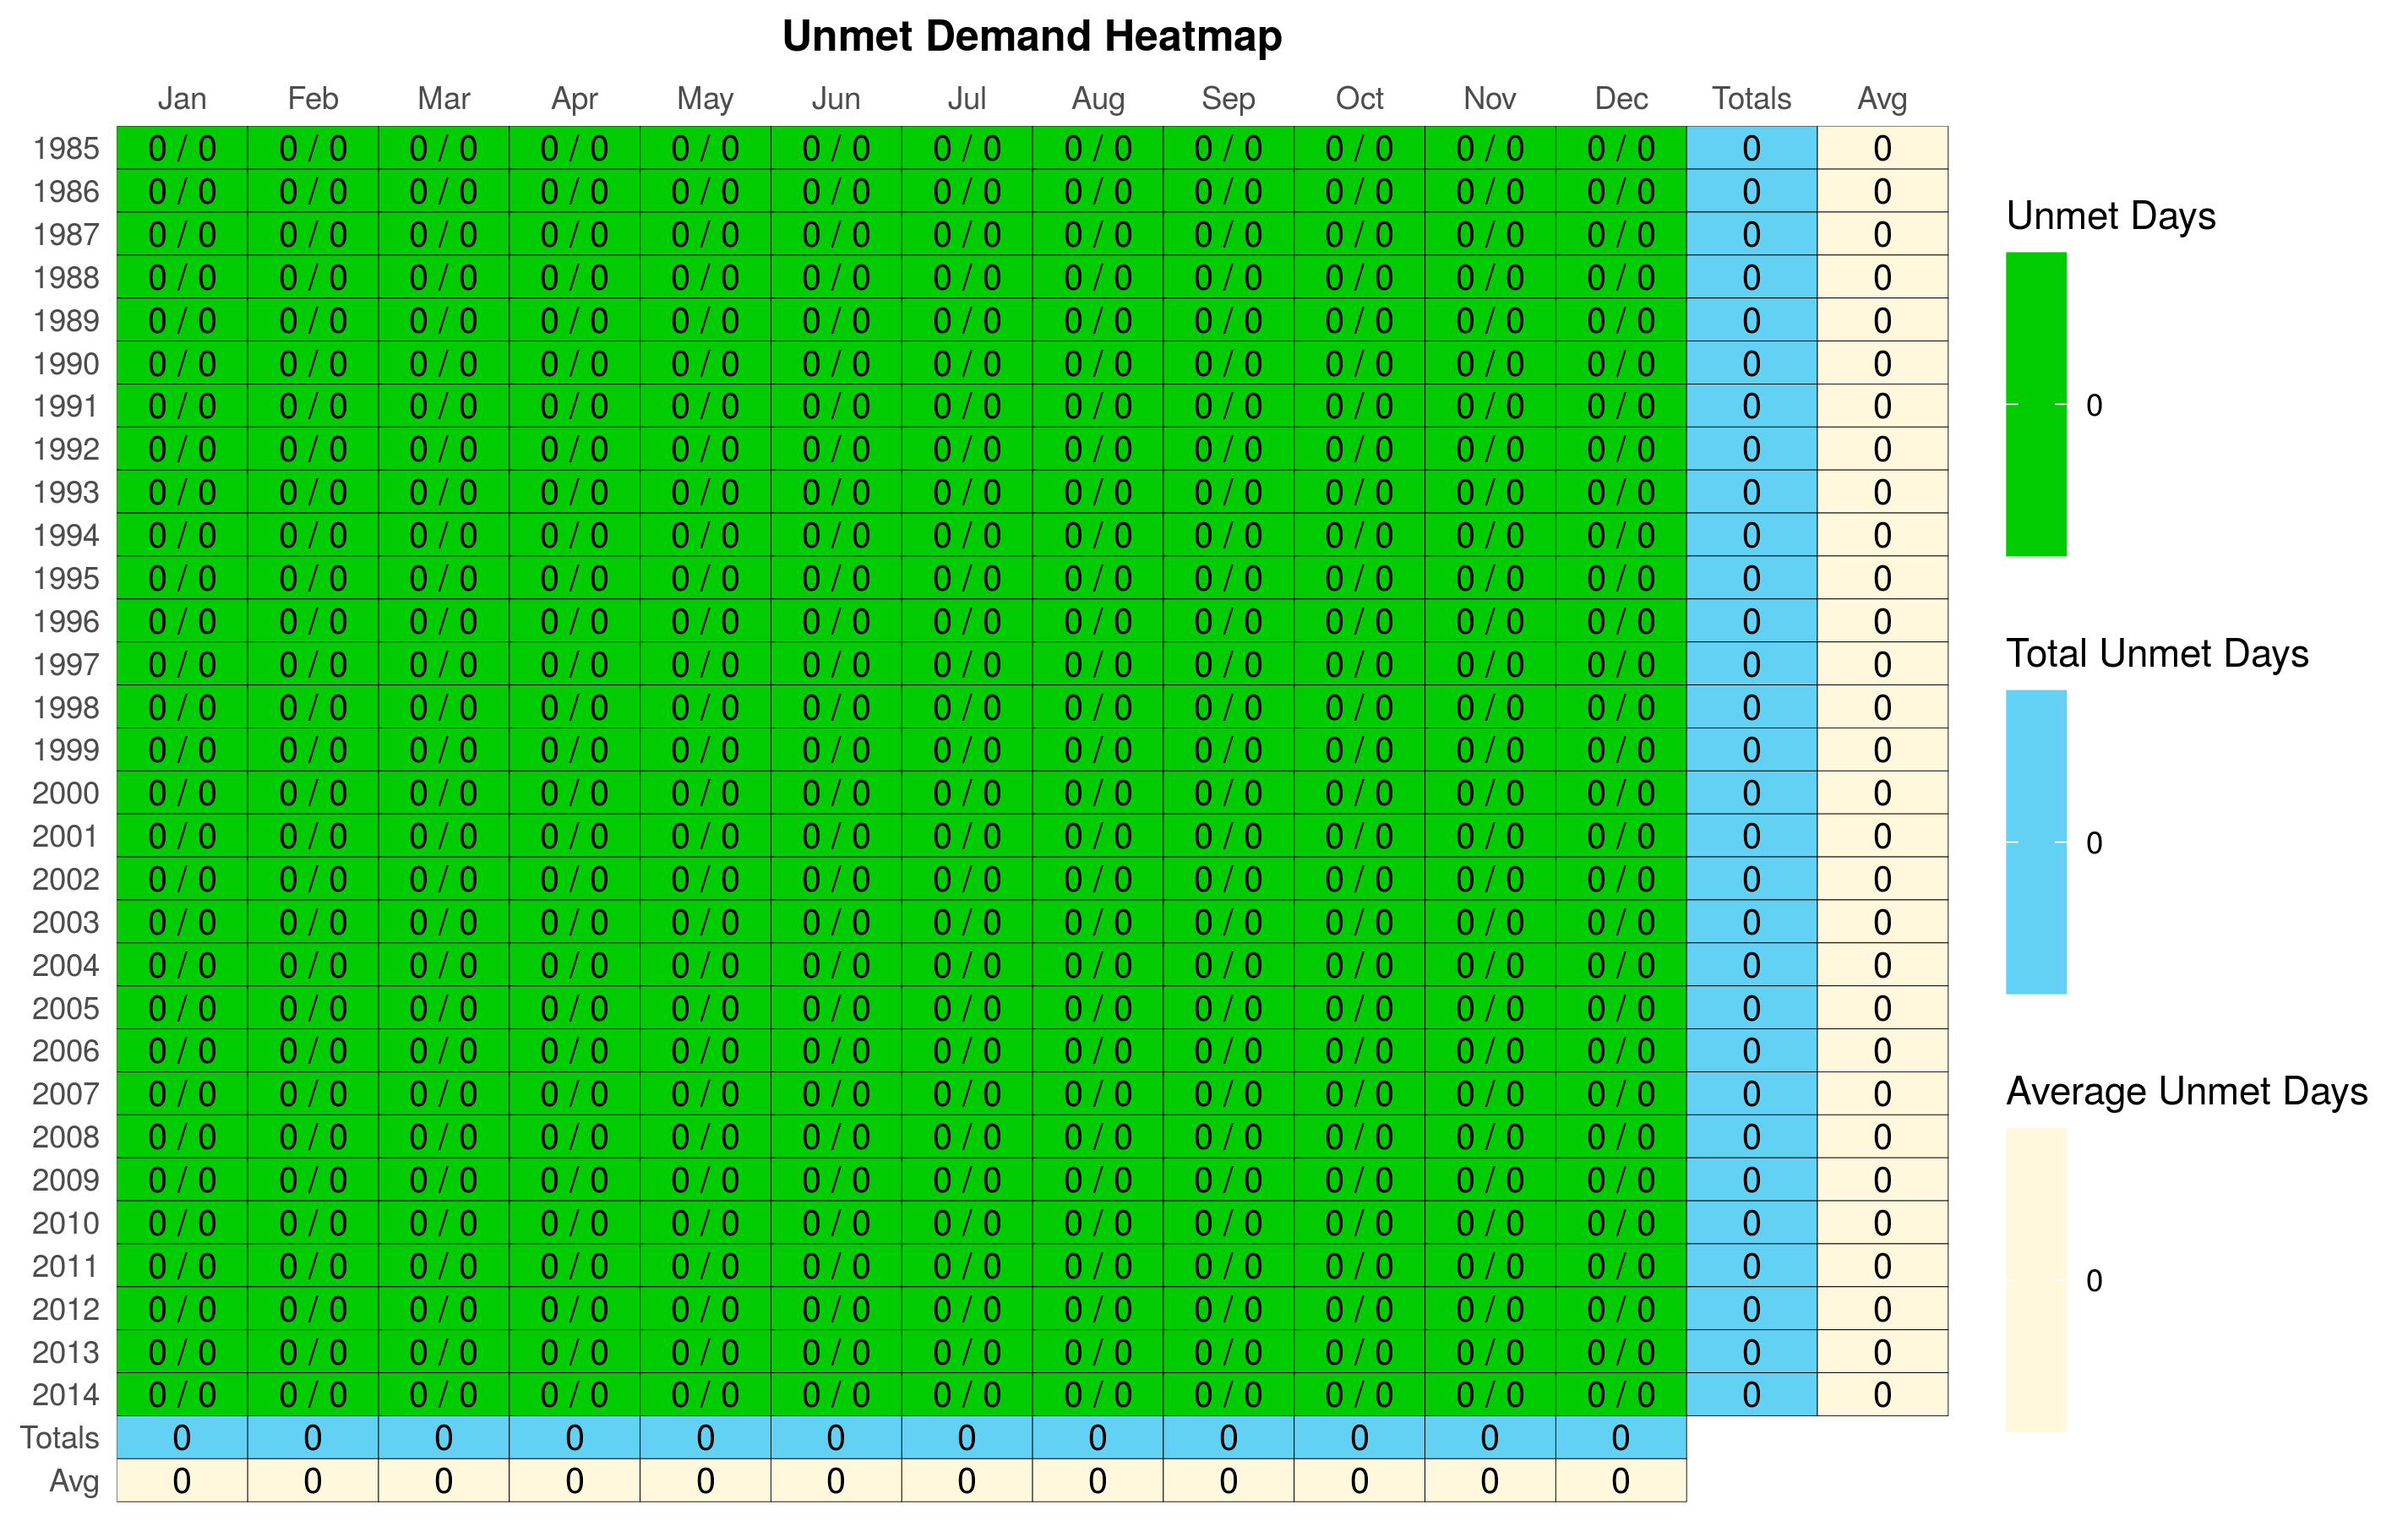 Unmet Demand Heatmap
Jan Feb Mar Apr May Jun Jul Aug Sep Oct Nov Dec Totals Avg
1985 0 / 0 0 / 0 0 / 0 0 / 0 0 / 0 0 / 0 0 / 0 0 / 0 0 / 0 0 / 0 0 / 0 0 / 0 0 0
1986 0 / 0 0 / 0 0 / 0 0 / 0 0 / 0 0 / 0 0 / 0 0 / 0 0 / 0 0 / 0 0 / 0 0 / 0 0 0
1987 0 / 0 0 / 0 0 / 0 0 / 0 0 / 0 0 / 0 0 / 0 0 / 0 0 / 0 0 / 0 0 / 0 0 / 0 0 0
1988 0 / 0 0 / 0 0 / 0 0 / 0 0 / 0 0 / 0 0 / 0 0 / 0 0 / 0 0 / 0 0 / 0 0 / 0 0 0
1989 0 / 0 0 / 0 0 / 0 0 / 0 0 / 0 0 / 0 0 / 0 0 / 0 0 / 0 0 / 0 0 / 0 0 / 0 0 0
1990 0 / 0 0 / 0 0 / 0 0 / 0 0 / 0 0 / 0 0 / 0 0 / 0 0 / 0 0 / 0 0 / 0 0 / 0 0 0
1991 0 / 0 0 / 0 0 / 0 0 / 0 0 / 0 0 / 0 0 / 0 0 / 0 0 / 0 0 / 0 0 / 0 0 / 0 0 0
1992 0 / 0 0 / 0 0 / 0 0 / 0 0 / 0 0 / 0 0 / 0 0 / 0 0 / 0 0 / 0 0 / 0 0 / 0 0 0
1993 0 / 0 0 / 0 0 / 0 0 / 0 0 / 0 0 / 0 0 / 0 0 / 0 0 / 0 0 / 0 0 / 0 0 / 0 0 0
1994 0 / 0 0 / 0 0 / 0 0 / 0 0 / 0 0 / 0 0 / 0 0 / 0 0 / 0 0 / 0 0 / 0 0 / 0 0 0
1995 0 / 0 0 / 0 0 / 0 0 / 0 0 / 0 0 / 0 0 / 0 0 / 0 0 / 0 0 / 0 0 / 0 0 / 0 0 0
1996 0 / 0 0 / 0 0 / 0 0 / 0 0 / 0 0 / 0 0 / 0 0 / 0 0 / 0 0 / 0 0 / 0 0 / 0 0 0
1997 0 / 0 0 / 0 0 / 0 0 / 0 0 / 0 0 / 0 0 / 0 0 / 0 0 / 0 0 / 0 0 / 0 0 / 0 0 0
1998 0 / 0 0 / 0 0 / 0 0 / 0 0 / 0 0 / 0 0 / 0 0 / 0 0 / 0 0 / 0 0 / 0 0 / 0 0 0
1999 0 / 0 0 / 0 0 / 0 0 / 0 0 / 0 0 / 0 0 / 0 0 / 0 0 / 0 0 / 0 0 / 0 0 / 0 0 0
2000 0 / 0 0 / 0 0 / 0 0 / 0 0 / 0 0 / 0 0 / 0 0 / 0 0 / 0 0 / 0 0 / 0 0 / 0 0 0
2001 0 / 0 0 / 0 0 / 0 0 / 0 0 / 0 0 / 0 0 / 0 0 / 0 0 / 0 0 / 0 0 / 0 0 / 0 0 0
2002 0 / 0 0 / 0 0 / 0 0 / 0 0 / 0 0 / 0 0 / 0 0 / 0 0 / 0 0 / 0 0 / 0 0 / 0 0 0
2003 0 / 0 0 / 0 0 / 0 0 / 0 0 / 0 0 / 0 0 / 0 0 / 0 0 / 0 0 / 0 0 / 0 0 / 0 0 0
2004 0 / 0 0 / 0 0 / 0 0 / 0 0 / 0 0 / 0 0 / 0 0 / 0 0 / 0 0 / 0 0 / 0 0 / 0 0 0
2005 0 / 0 0 / 0 0 / 0 0 / 0 0 / 0 0 / 0 0 / 0 0 / 0 0 / 0 0 / 0 0 / 0 0 / 0 0 0
2006 0 / 0 0 / 0 0 / 0 0 / 0 0 / 0 0 / 0 0 / 0 0 / 0 0 / 0 0 / 0 0 / 0 0 / 0 0 0
2007 0 / 0 0 / 0 0 / 0 0 / 0 0 / 0 0 / 0 0 / 0 0 / 0 0 / 0 0 / 0 0 / 0 0 / 0 0 0
2008 0 / 0 0 / 0 0 / 0 0 / 0 0 / 0 0 / 0 0 / 0 0 / 0 0 / 0 0 / 0 0 / 0 0 / 0 0 0
2009 0 / 0 0 / 0 0 / 0 0 / 0 0 / 0 0 / 0 0 / 0 0 / 0 0 / 0 0 / 0 0 / 0 0 / 0 0 0
2010 0 / 0 0 / 0 0 / 0 0 / 0 0 / 0 0 / 0 0 / 0 0 / 0 0 / 0 0 / 0 0 / 0 0 / 0 0 0
2011 0 / 0 0 / 0 0 / 0 0 / 0 0 / 0 0 / 0 0 / 0 0 / 0 0 / 0 0 / 0 0 / 0 0 / 0 0 0
2012 0 / 0 0 / 0 0 / 0 0 / 0 0 / 0 0 / 0 0 / 0 0 / 0 0 / 0 0 / 0 0 / 0 0 / 0 0 0
2013 0 / 0 0 / 0 0 / 0 0 / 0 0 / 0 0 / 0 0 / 0 0 / 0 0 / 0 0 / 0 0 / 0 0 / 0 0 0
2014 0 / 0 0 / 0 0 / 0 0 / 0 0 / 0 0 / 0 0 / 0 0 / 0 0 / 0 0 / 0 0 / 0 0 / 0 0 0
Totals 0 0 0 0 0 0 0 0 0 0 0 0
Avg 0 0 0 0 0 0 0 0 0 0 0 0
Unmet Days
0
Total Unmet Days
0
Average Unmet Days
0